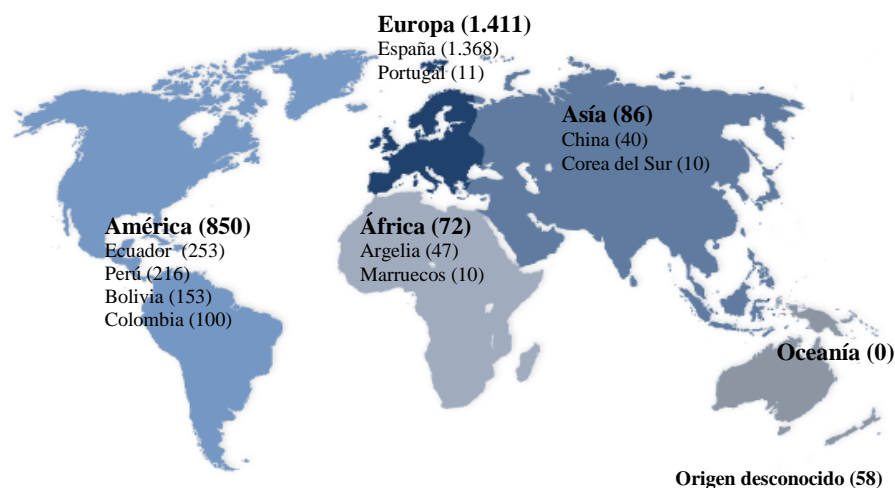 Europa (1.411)
España (1.368)
Portugal (11)
Asía (86)
China (40)
Corea del Sur (10)
América (850)
Ecuador (253)
Perú (216)
Bolivia (153)
Colombia (100)
África (72)
Argelia (47)
Marruecos (10)
Oceanía (0)
Origen desconocido (58)